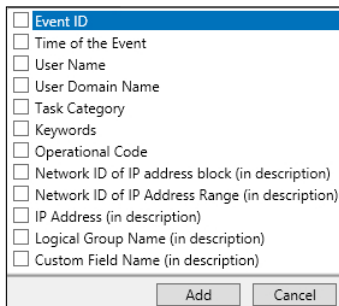 Event ID
Time of the Event
User Name
User Domain Name
Task Category
Keywords
Operational Code
Network ID of IP address block (in description)
Network ID of IP Address Range (in description)
IP Address (in description)
Logical Group Name (in description)
Custom Field Name (in description)
Add Cancel